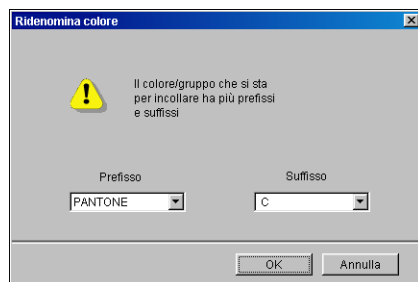 Ridenomina colore
Il colore/gruppo che si sta
per incollare ha più prefissi
e suffissi
Prefisso Suffisso
PANTONE C
OK Annulla